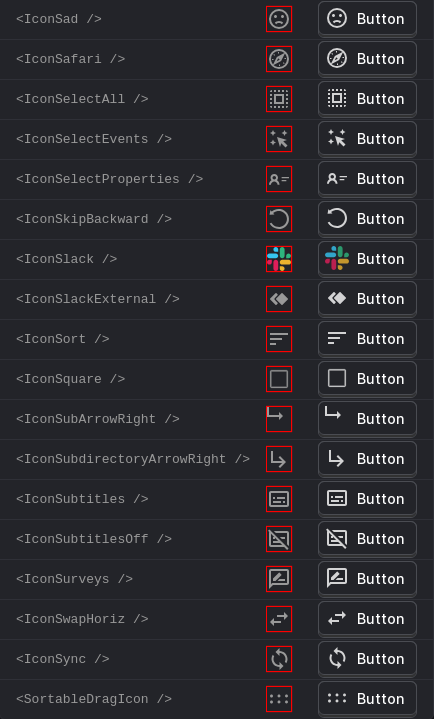 <IconSad /> Button
<IconSafari /> Button
<IconSelectAll /> Button
<IconSelectEvents /> Button
<IconSelectProperties /> Button
<IconSkipBackward /> Button
<IconSlack /> Button
<IconSlackExternal /> Button
<IconSort /> Button
<IconSquare /> Button
<IconSubArrowRight /> Button
<IconSubdirectoryArrowRight /> Button
<IconSubtitles /> Button
<IconSubtitlesOff /> Button
<IconSurveys /> Button
<IconSwapHoriz /> Button
<IconSync /> Button
<SortableDragIcon /> Button